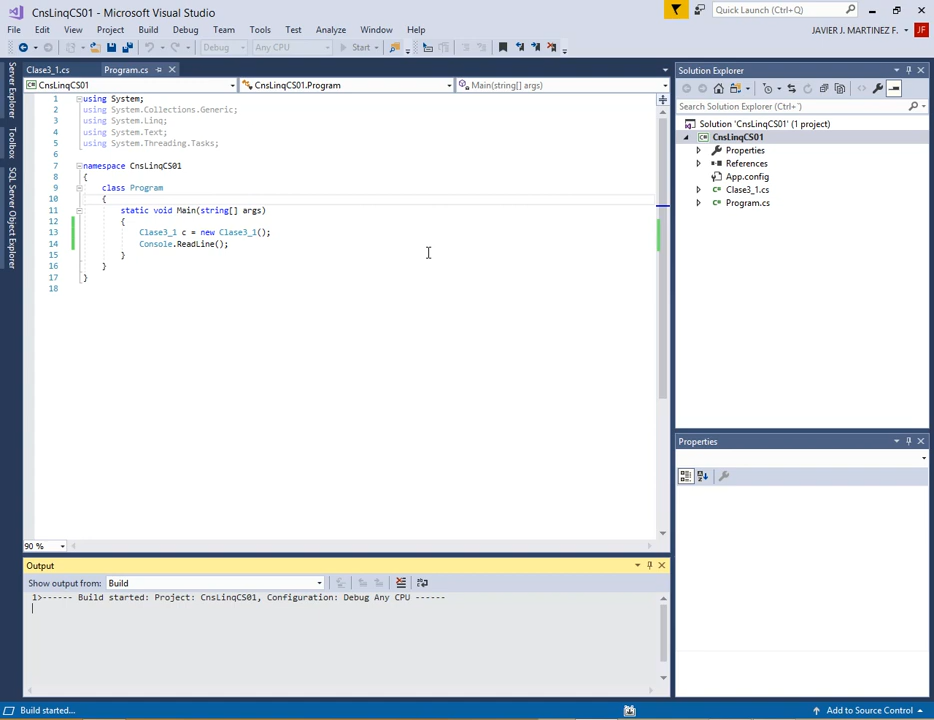 CnsLinqCS01 - Microsoft Visual Studio
Quick Launch (Ctrl+Q)
File Edit View Project Build Debug Team Tools Test Analyze Window Help
JAVIER J. MARTINEZ F. JF
Debug Any CPU Start
Server Explorer
Toolbox
SQL Server Object Explorer
Clase3_1.cs Program.cs
CnsLinqCS01 CnsLinqCS01.Program Main(string[] args)
1 using System;
2 using System.Collections.Generic;
3 using System.Linq;
4 using System.Text;
5 using System.Threading.Tasks;
6
7 namespace CnsLinqCS01
8 {
9 class Program
10 {
11 static void Main(string[] args)
12 {
13 Clase3_1 c = new Clase3_1();
14 Console.ReadLine();
15 }
16 }
17 }
18
90 %
Solution Explorer
Search Solution Explorer (Ctrl+')
Solution 'CnsLinqCS01' (1 project)
CnsLinqCS01
Properties
References
App.config
Clase3_1.cs
Program.cs
Properties
Output
Show output from: Build
1>------ Build started: Project: CnsLinqCS01, Configuration: Debug Any CPU ------
Build started...
Add to Source Control